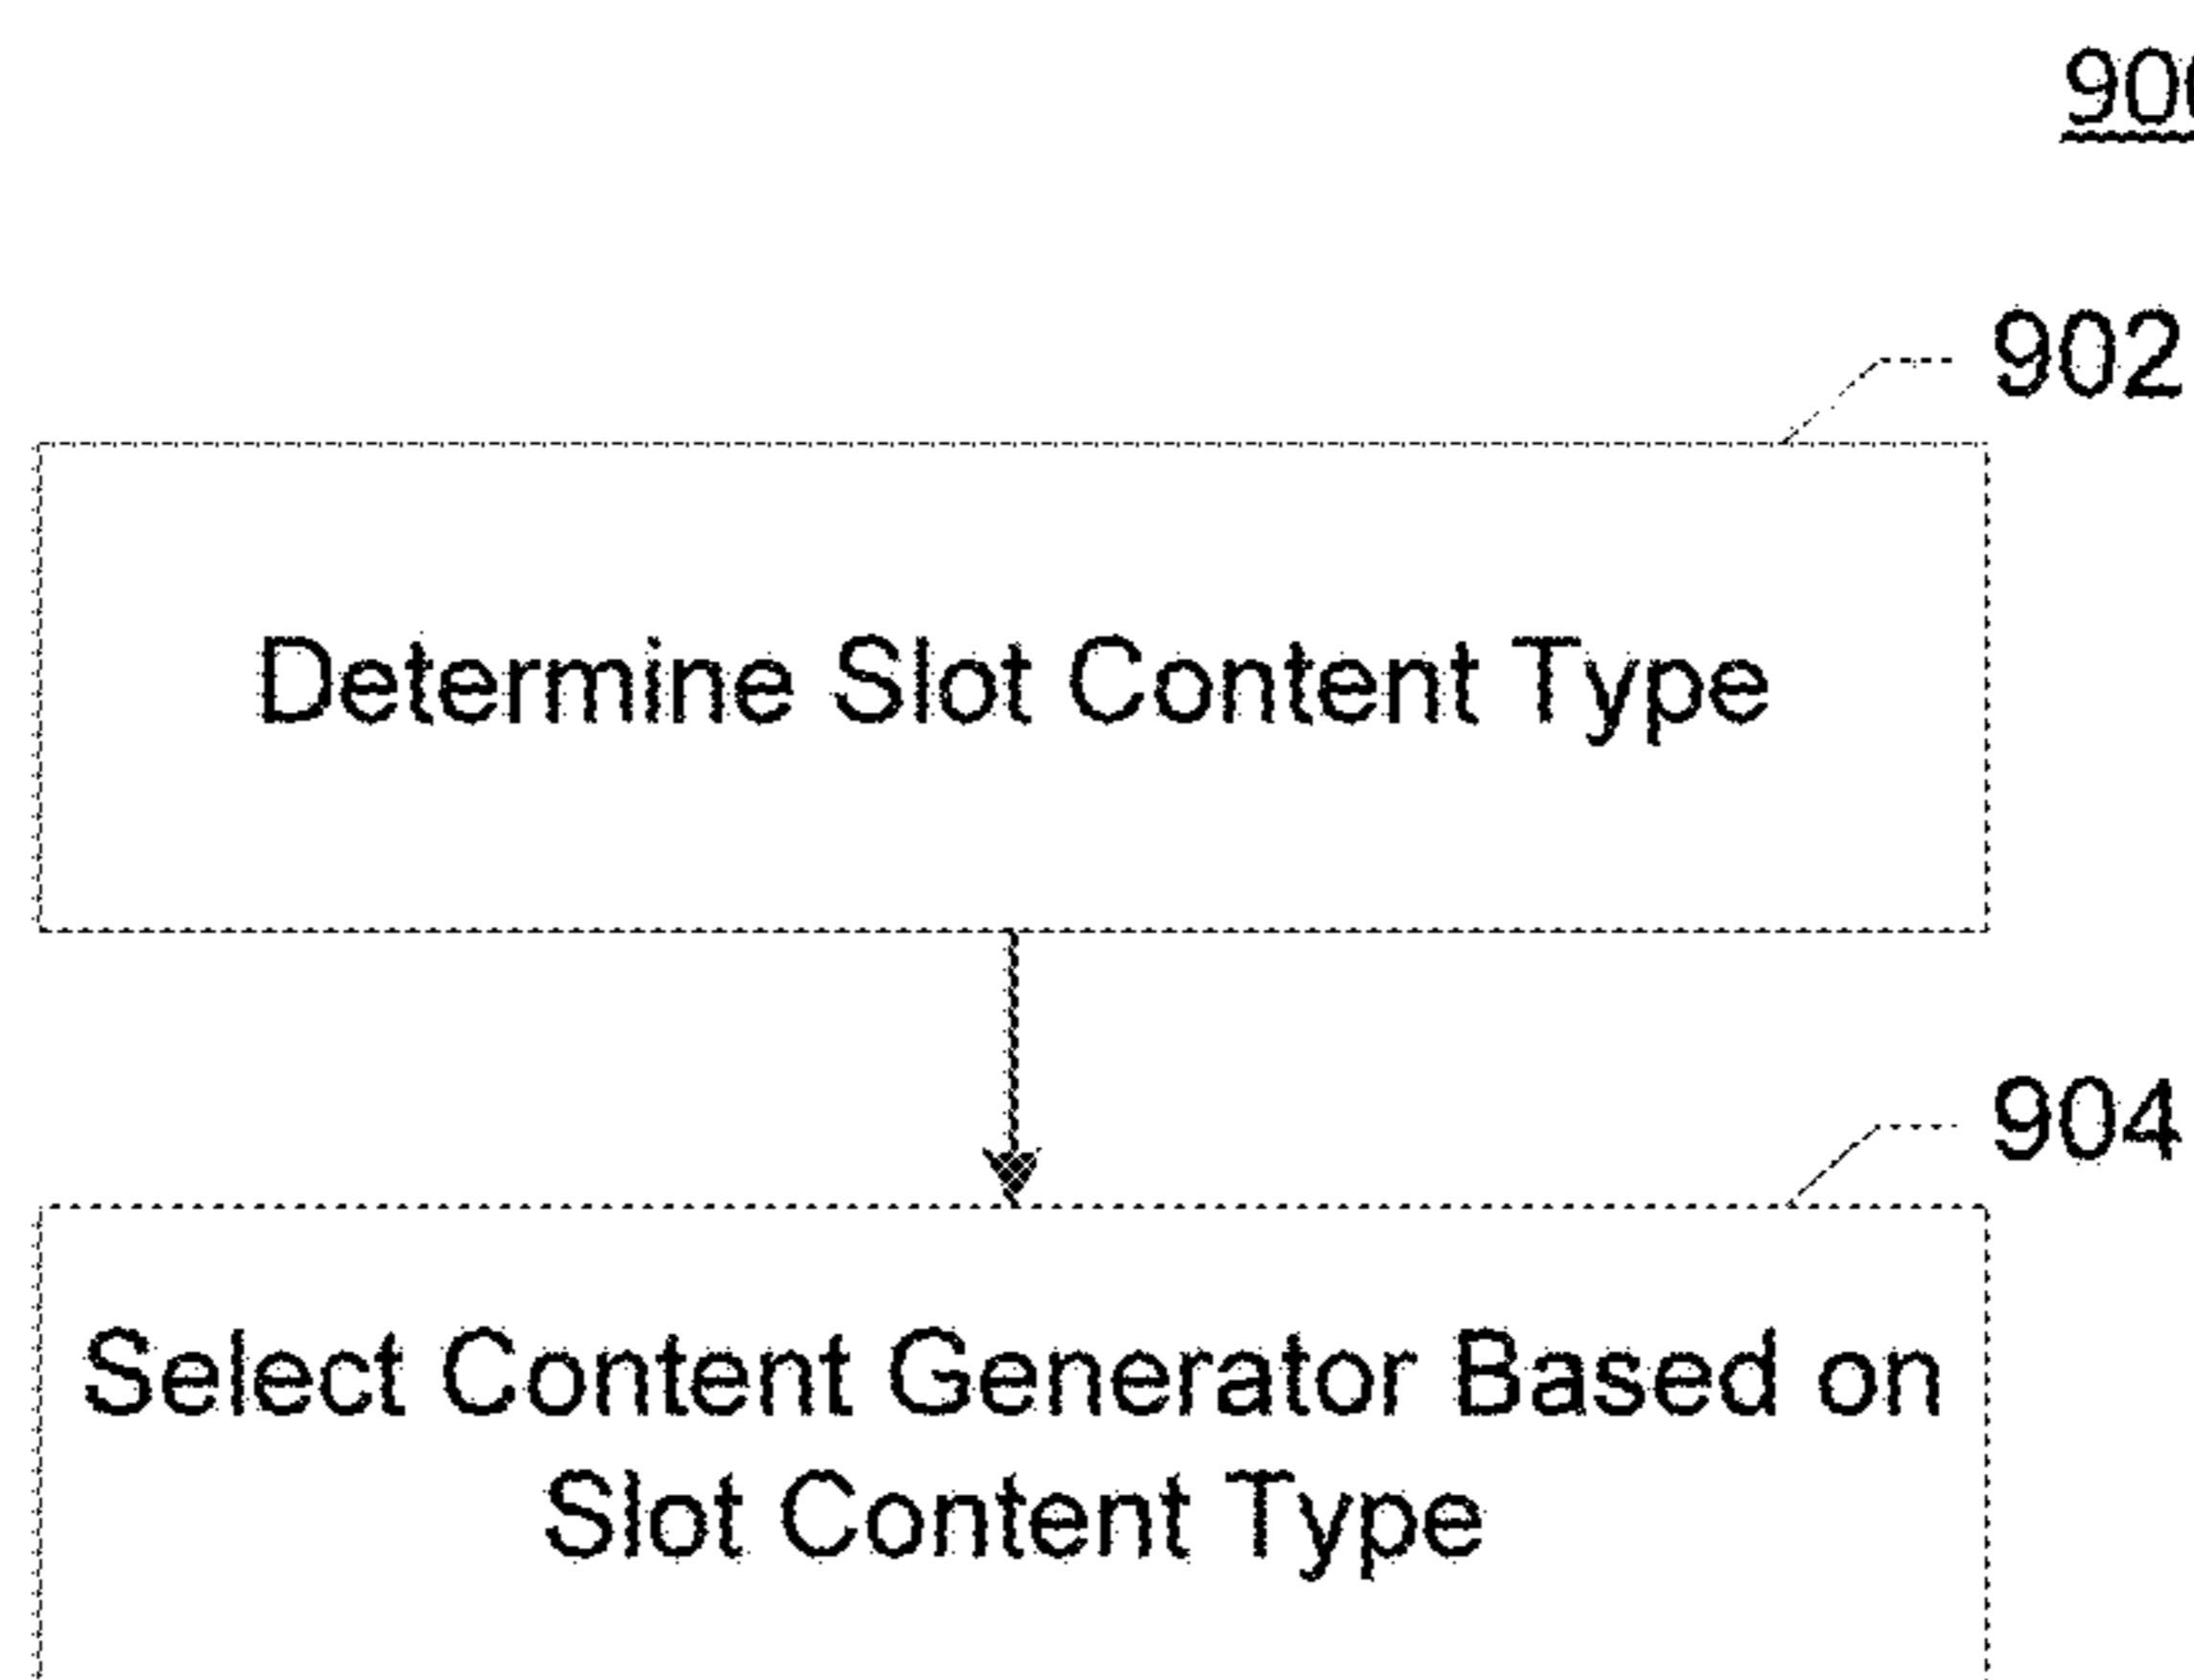 902
Determine Slot Content Type
904
Select Content Generator Based on
Slot Content Type